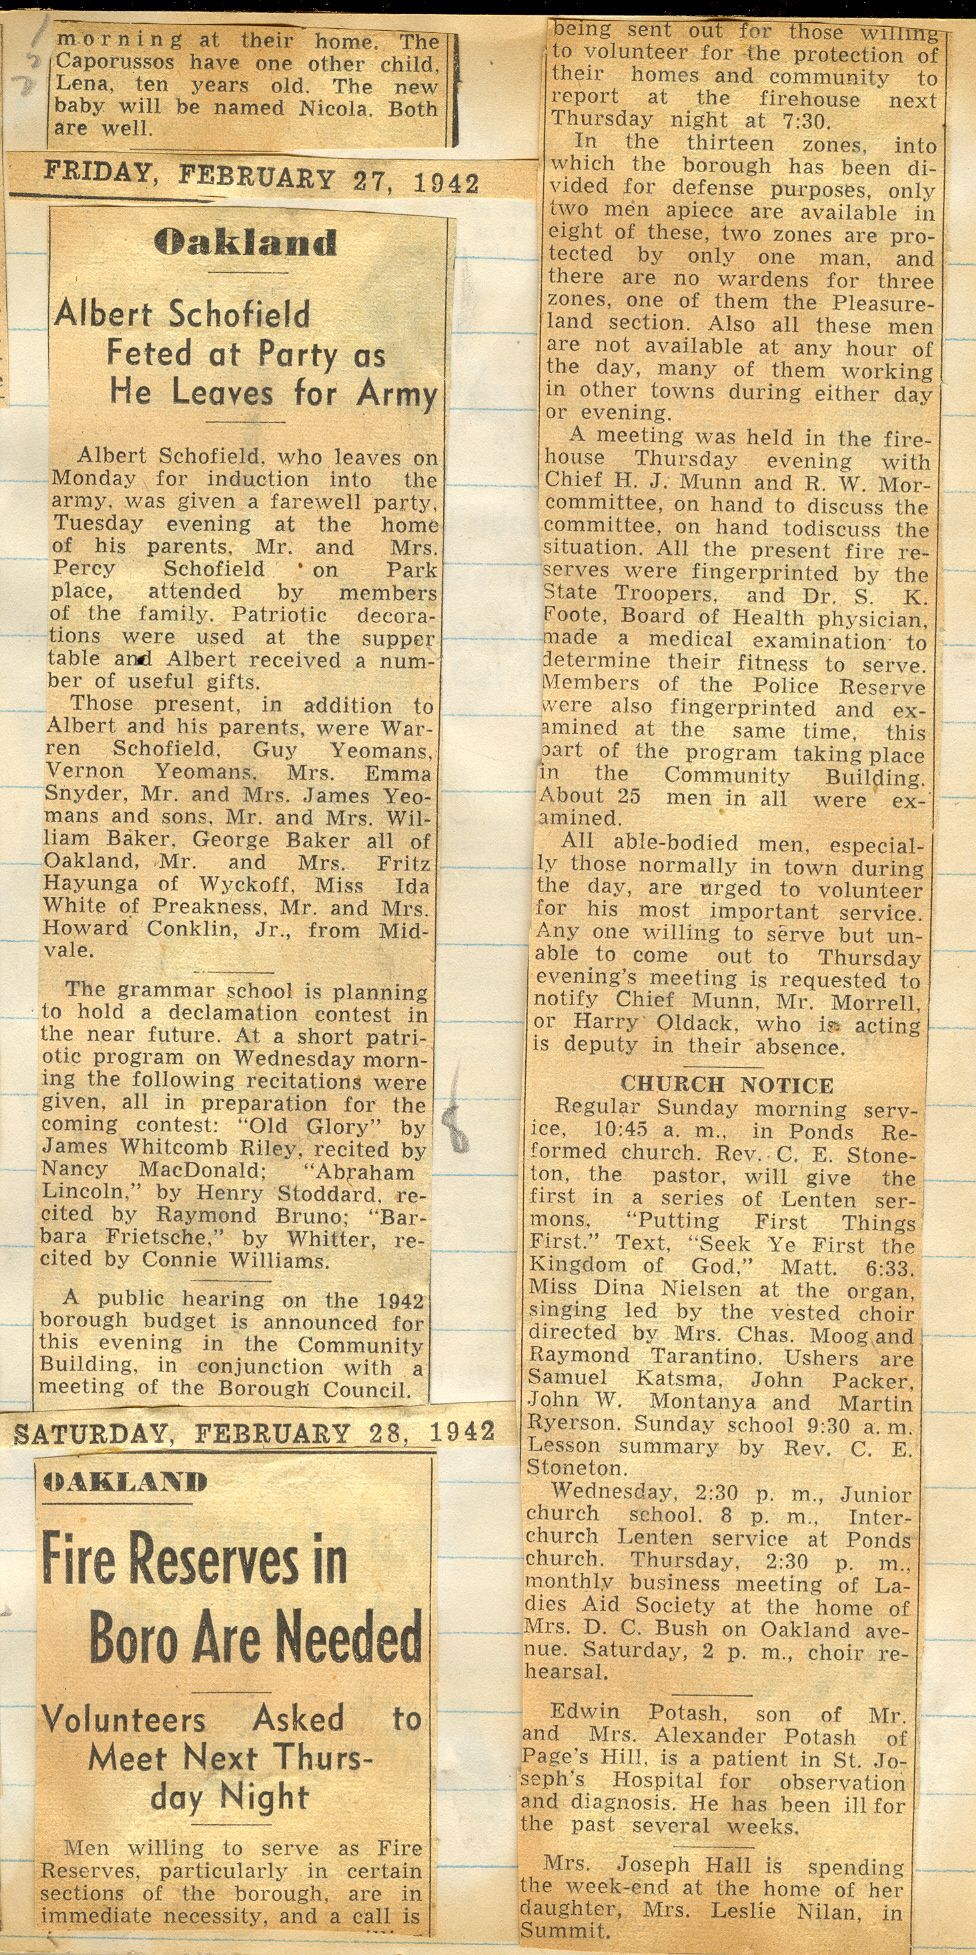 morning at their home. The
Caporussos have one other child,
Lena, ten years old. The new
baby will be named Nicola. Both
are well.
FRIDAY, FEBRUARY 27, 1942
Oakland
Albert Schofield
Feted at Party as
He Leaves for Army
Albert Schofield, who leaves on
Monday for induction into the
army, was given a farewell party,
Tuesday evening at the home
of his parents, Mr. and Mrs.
Percy Schofield on Park
place, attended by members
of the family. Patriotic decora-
tions were used at the supper
table and Albert received a num-
ber of useful gifts.
Those present, in addition to
Albert and his parents, were War-
ren Schofield, Guy Yeomans,
Vernon Yeomans, Mrs. Emma
Snyder, Mr. and Mrs. James Yeo-
mans and sons, Mr. and Mrs. Wil-
liam Baker, George Baker all of
Oakland, Mr. and Mrs. Fritz
Hayunga of Wyckoff, Miss Ida
White of Preakness, Mr. and Mrs.
Howard Conklin, Jr., from Mid-
vale.
The grammar school is planning
to hold a declamation contest in
the near future. At a short patri-
otic program on Wednesday morn-
ing the following recitations were
given, all in preparation for the
coming contest: "Old Glory" by
James Whitcomb Riley, recited by
Nancy MacDonald; "Abraham
Lincoln," by Henry Stoddard, re-
cited by Raymond Bruno; "Bar-
bara Frietsche," by Whitter, re-
cited by Connie Williams.
A public hearing on the 1942
borough budget is announced for
this evening in the Community
Building, in conjunction with a
meeting of the Borough Council.
SATURDAY, FEBRUARY 28, 1942
OAKLAND
Fire Reserves in
Boro Are Needed
Volunteers Asked to
Meet Next Thurs-
day Night
Men willing to serve as Fire
Reserves, particularly in certain
sections of the borough, are in
immediate necessity, and a call is
being sent out for those willing
to volunteer for the protection of
their homes and community to
report at the firehouse next
Thursday night at 7:30.
In the thirteen zones, into
which the borough has been di-
vided for defense purposes, only
two men apiece are available in
eight of these, two zones are pro-
tected by only one man, and
there are no wardens for three
zones, one of them the Pleasure-
land section. Also all these men
are not available at any hour of
the day, many of them working
in other towns during either day
or evening.
A meeting was held in the fire-
house Thursday evening with
Chief H. J. Munn and R. W. Mor-
committee, on hand to discuss the
committee, on hand todiscuss the
situation. All the present fire re-
serves were fingerprinted by the
State Troopers, and Dr. S. K.
Foote, Board of Health physician,
made a medical examination to
determine their fitness to serve.
Members of the Police Reserve
were also fingerprinted and ex-
amined at the same time, this
part of the program taking place
in the Community Building.
About 25 men in all were ex-
amined.
All able-bodied men, especial-
ly those normally in town during
the day, are urged to volunteer
for his most important service.
Any one willing to serve but un-
able to come out to Thursday
evening's meeting is requested to
notify Chief Munn, Mr. Morrell,
or Harry Oldack, who is acting
is deputy in their absence.
CHURCH NOTICE
Regular Sunday morning serv-
ice, 10:45 a. m., in Ponds Re-
formed church. Rev. C. E. Stone-
ton, the pastor, will give the
first in a series of Lenten ser-
mons, "Putting First Things
First." Text, "Seek Ye First the
Kingdom of God," Matt. 6:33.
Miss Dina Nielsen at the organ,
singing led by the vested choir
directed by Mrs. Chas. Moog and
Raymond Tarantino. Ushers are
Samuel Katsma, John Packer,
John W. Montanya and Martin
Ryerson. Sunday school 9:30 a. m.
Lesson summary by Rev. C. E.
Stoneton.
Wednesday, 2:30 p. m., Junior
church school. 8 p. m., Inter-
church Lenten service at Ponds
church. Thursday, 2:30 p. m.,
monthly business meeting of La-
dies Aid Society at the home of
Mrs. D. C. Bush on Oakland ave-
nue. Saturday, 2 p. m., choir re-
hearsal.
Edwin Potash, son of Mr.
and Mrs. Alexander Potash of
Page's Hill, is a patient in St. Jo-
seph's Hospital for observation
and diagnosis. He has been ill for
the past several weeks.
Mrs. Joseph Hall is spending
the week-end at the home of her
daughter, Mrs. Leslie Nilan, in
Summit.